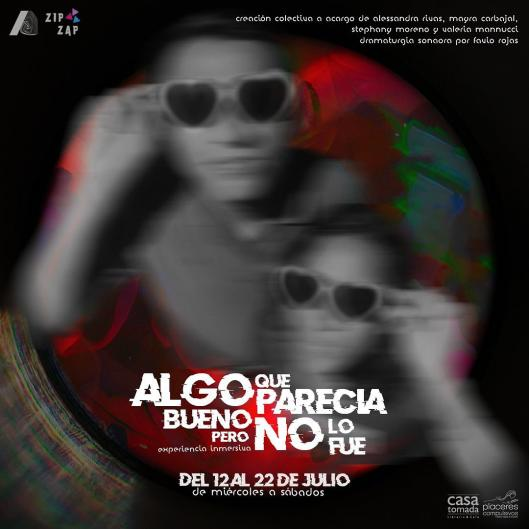 ZIP
ZAP
creación colectiva a acargo de alessandra rivas, mayra carbajal,
stephany moreno y valeria mannucci
dramaturgia sonaora por favio rojas
ALGO QUE
PARECIA
BUENO
PERO NO LO
FUE
experiencia inmersiva
DEL 12 AL 22 DE JULIO
de miércoles a sábados
casa
tomada
placeres
compulsivos